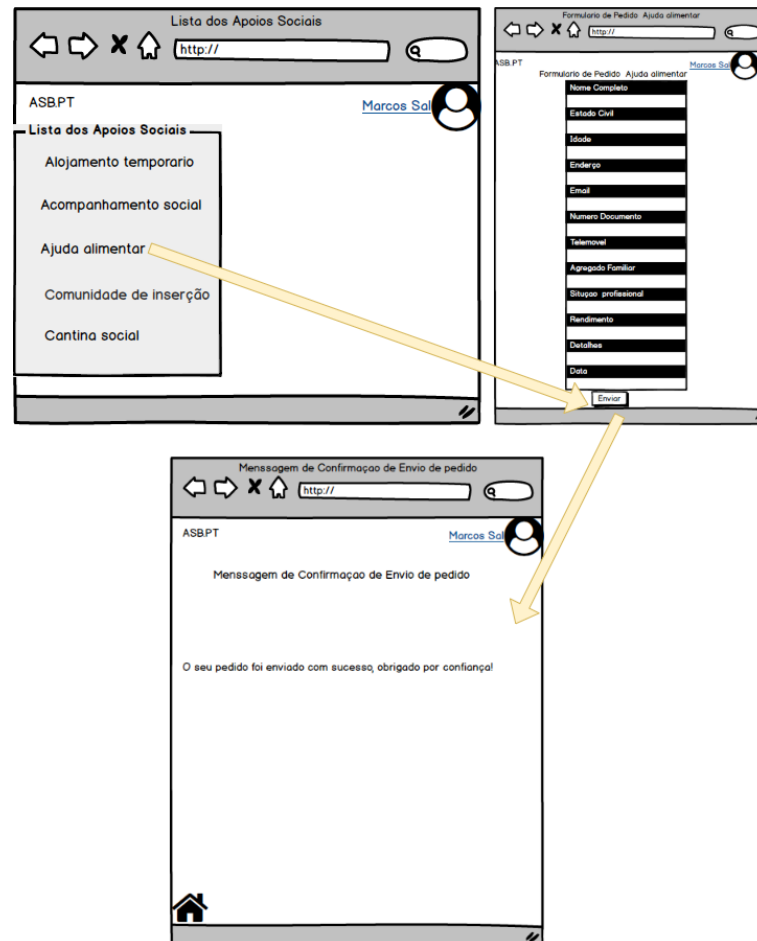 Lista dos Apoios Sociais
http://
ASB.PT
Marcos Sal
Lista dos Apoios Sociais
Alojamento temporario
Acompanhamento social
Ajuda alimentar
Comunidade de inserção
Cantina social
Formulario de Pedido Ajuda alimentar
http://
ASB.PT
Marcos Sal
Formulario de Pedido Ajuda alimentar
Nome Completo
Estado Civil
Idade
Enderço
Email
Numero Documento
Telemovel
Agregado Familiar
Situçao profissional
Rendimento
Detalhes
Data
Enviar
Menssagem de Confirmaçao de Envio de pedido
http://
ASB.PT
Marcos Sal
Menssagem de Confirmaçao de Envio de pedido
O seu pedido foi enviado com sucesso, obrigado por confiança!